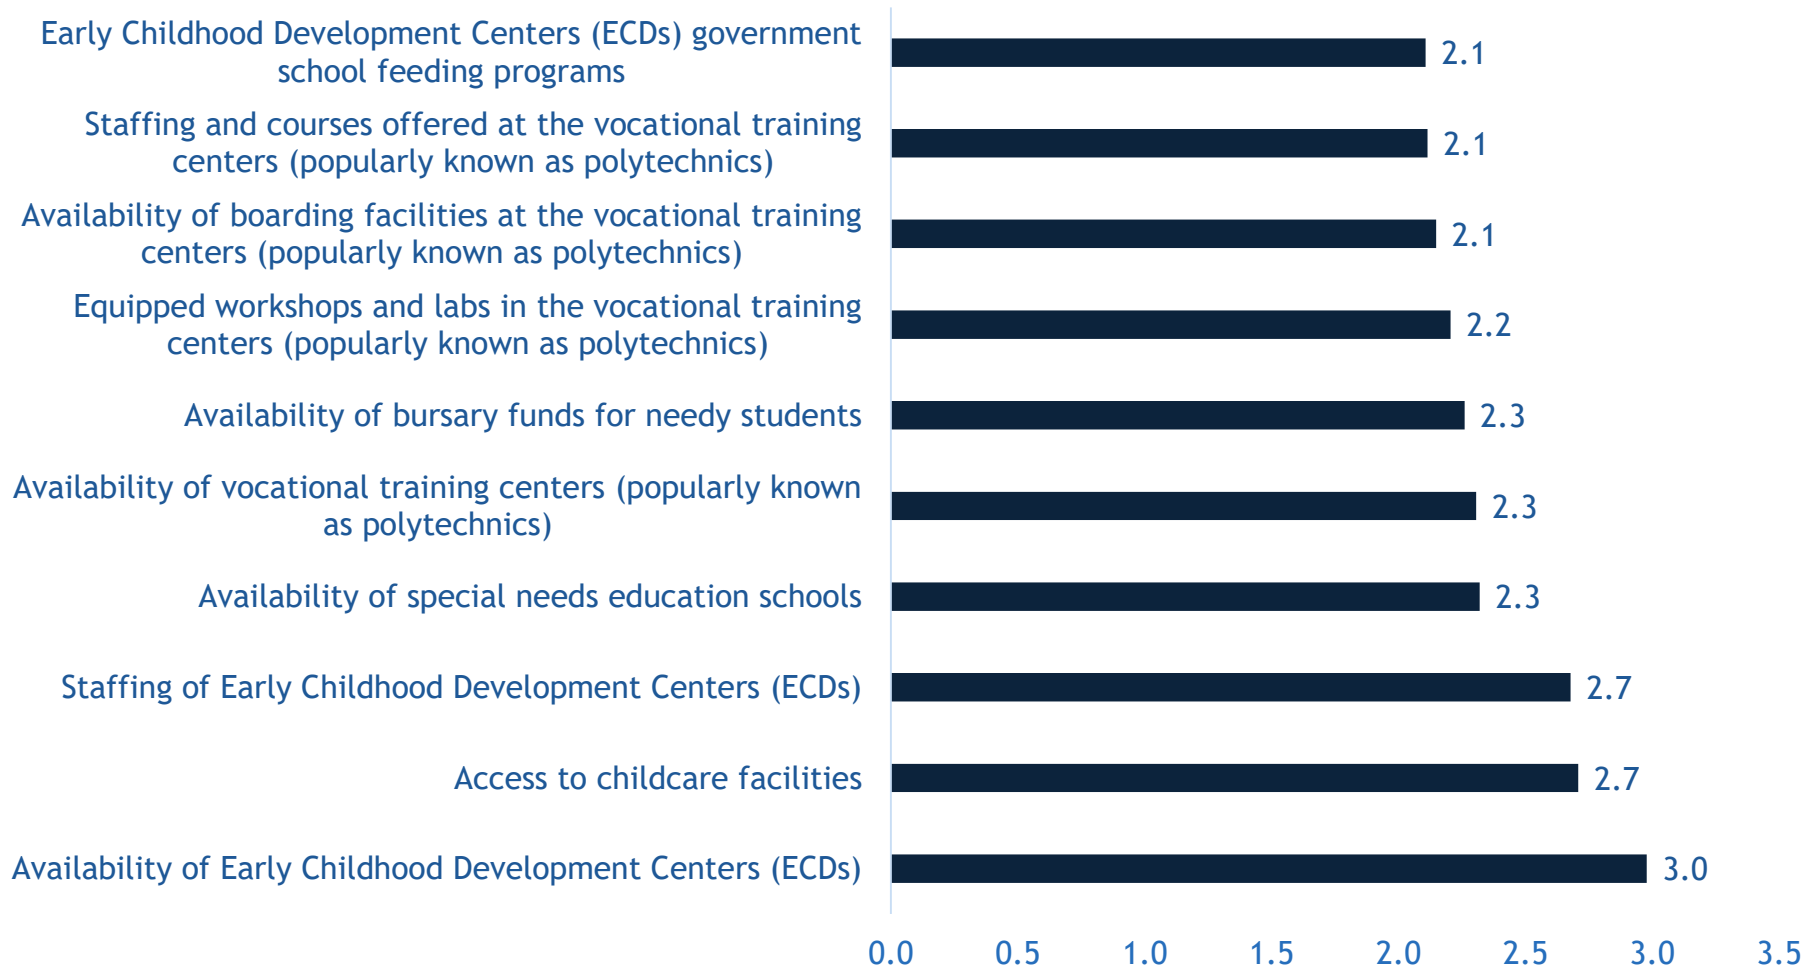 Early Childhood Development Centers (ECDs) government
school feeding programs
2.1
Staffing and courses offered at the vocational training
centers (popularly known as polytechnics)
2.1
Availability of boarding facilities at the vocational training
centers (popularly known as polytechnics)
2.1
Equipped workshops and labs in the vocational training
centers (popularly known as polytechnics)
2.2
Availability of bursary funds for needy students
2.3
Availability of vocational training centers (popularly known
as polytechnics)
2.3
Availability of special needs education schools
2.3
Staffing of Early Childhood Development Centers (ECDs)
2.7
Access to childcare facilities
2.7
Availability of Early Childhood Development Centers (ECDs)
3.0
0.0 0.5 1.0 1.5 2.0 2.5 3.0 3.5